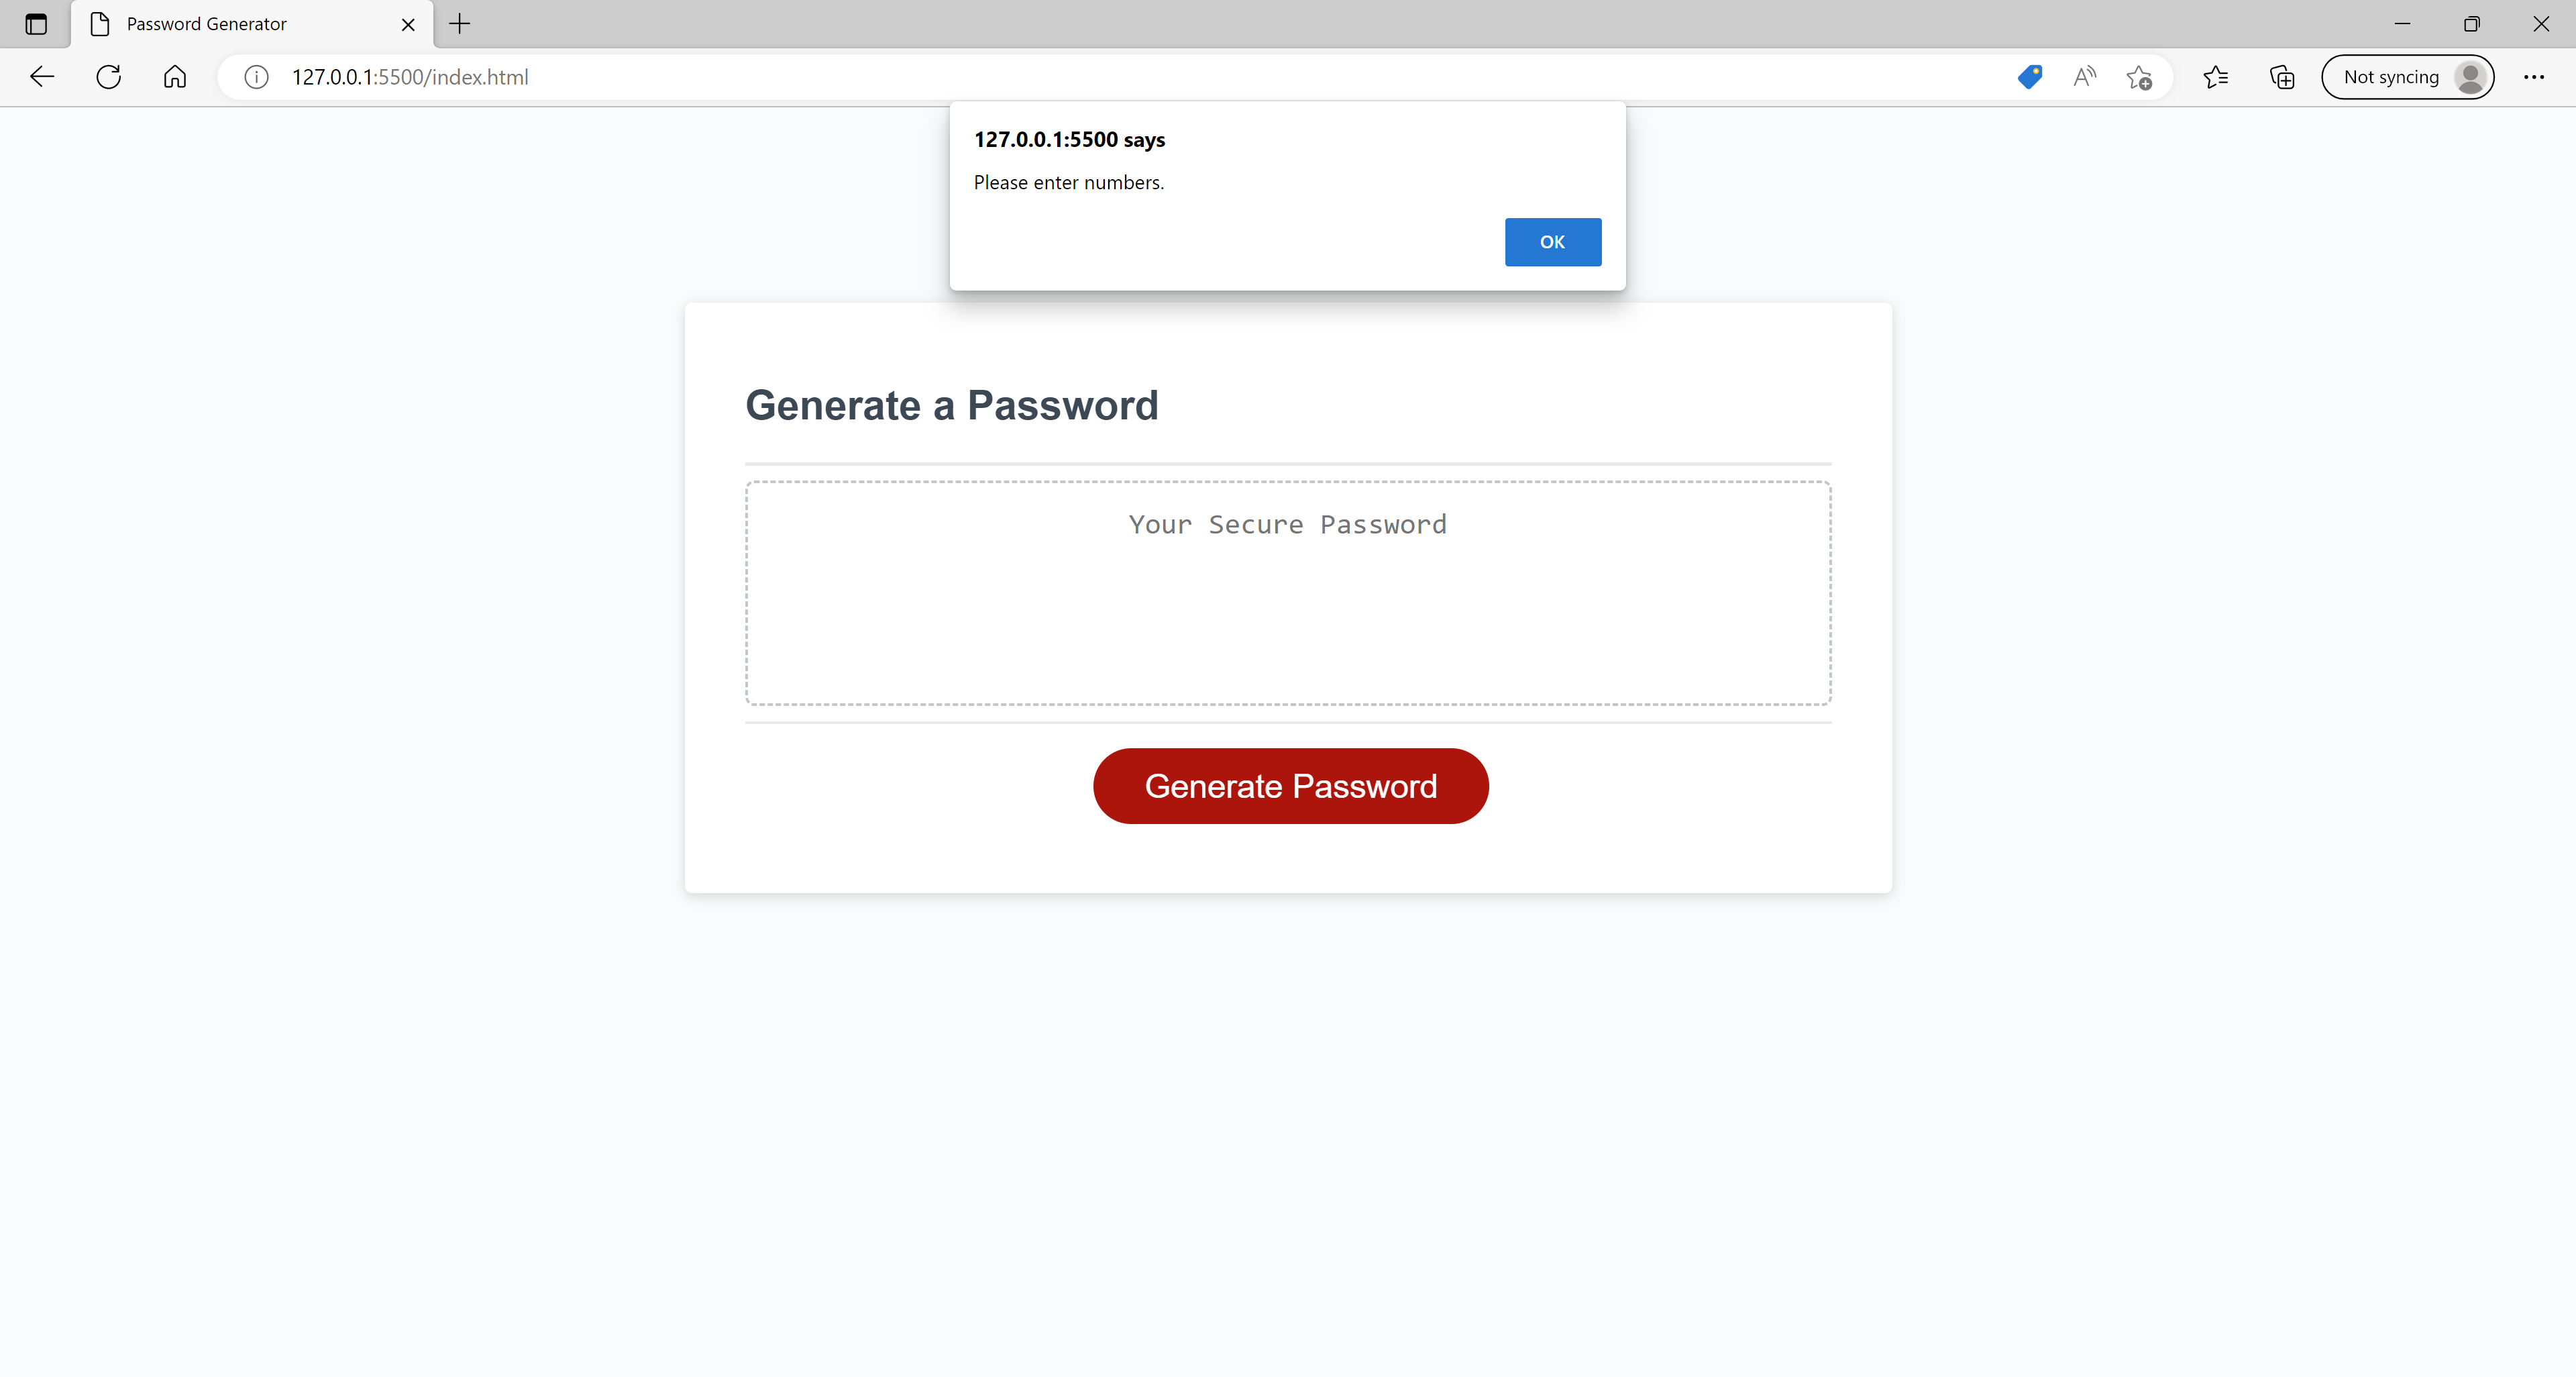 Password Generator
127.0.0.1:5500/index.html
Not syncing
127.0.0.1:5500 says
Please enter numbers.
OK
Generate a Password
Your Secure Password
Generate Password